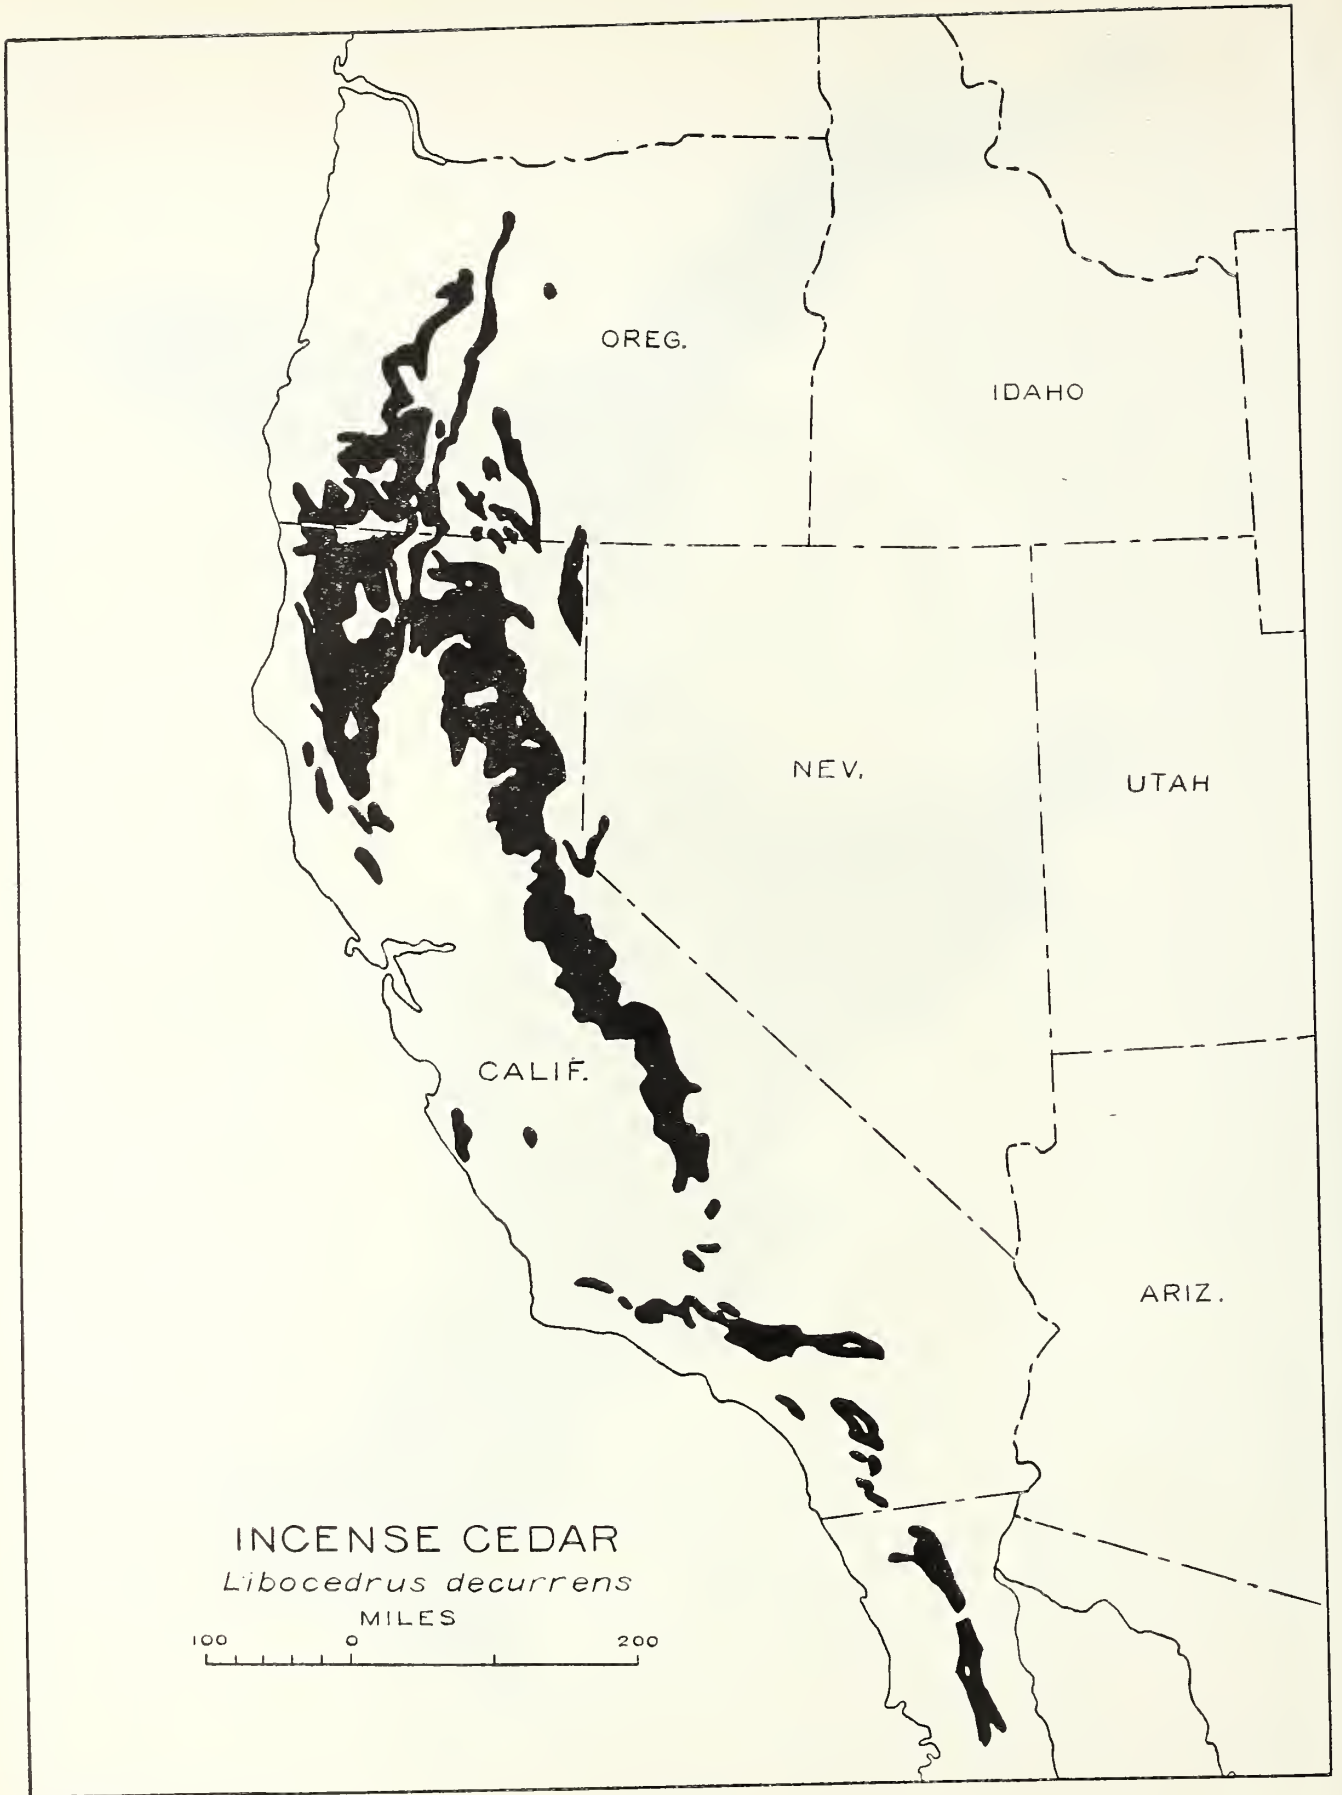 OREG.
IDAHO
NEV.
UTAH
CALIF.
ARIZ.
INCENSE CEDAR
Libocedrus decurrens
MILES
100 0 200